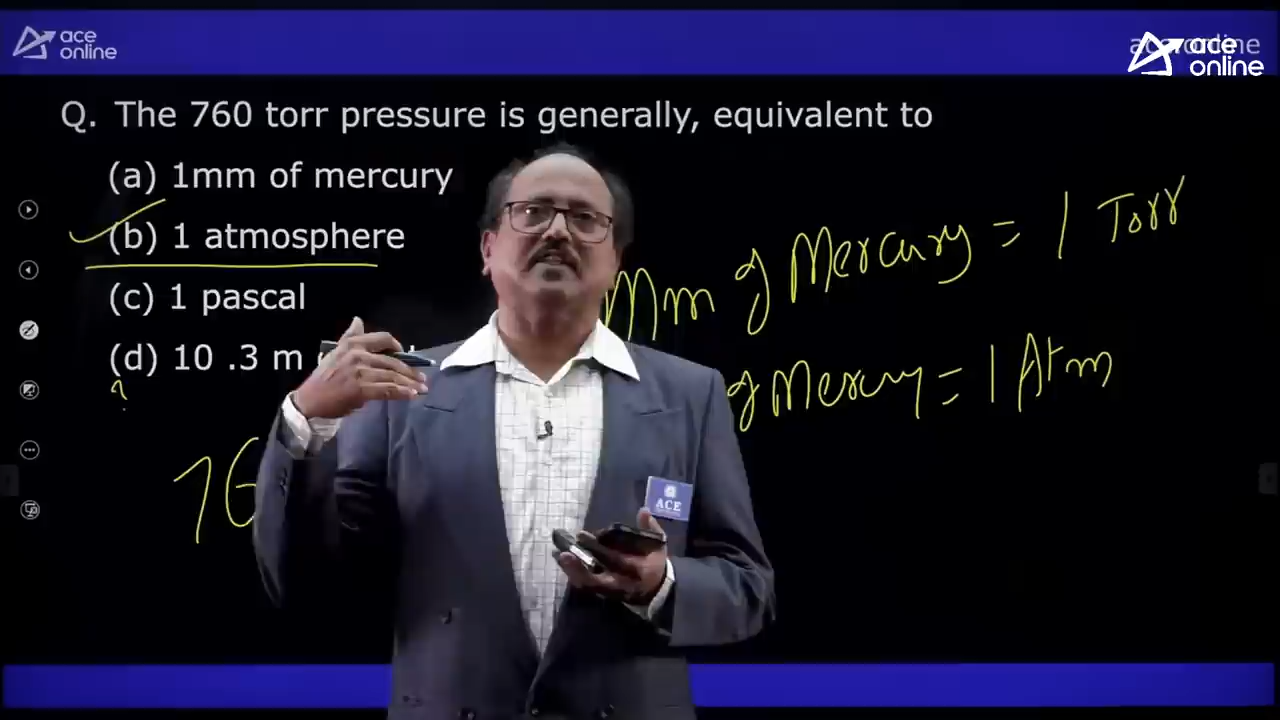 ace
online
ace
online
Q. The 760 torr pressure is generally, equivalent to
(a) 1mm of mercury
(b) 1 atmosphere
(c) 1 pascal
(d) 10 .3 m
Mm of Mercury = 1 Torr
of Mercury = 1 Atm
?
76
ACE